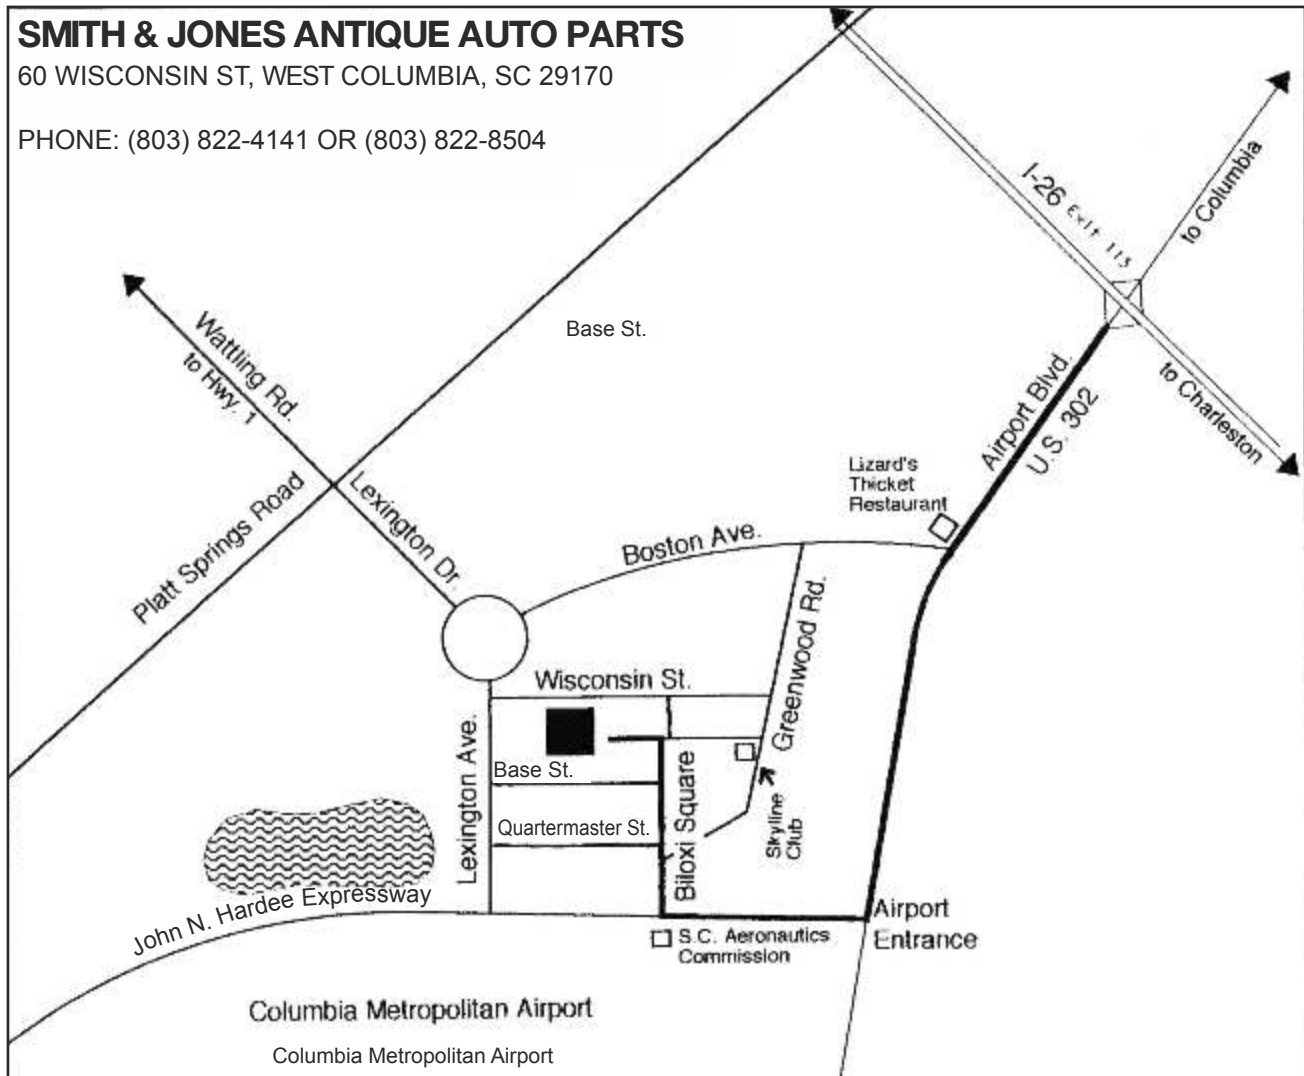 SMITH & JONES ANTIQUE AUTO PARTS
60 WISCONSIN ST, WEST COLUMBIA, SC 29170
PHONE: (803) 822-4141 OR (803) 822-8504
I-26 Exit 115
to Columbia
Base St.
Wattling Rd.
to Hwy. 1
Airport Blvd.
U.S. 302
to Charleston
Lizard's
Thicket
Restaurant
Platt Springs Road
Lexington Dr.
Boston Ave.
Greenwood Rd.
Wisconsin St.
Lexington Ave.
Base St.
Quartermaster St.
Biloxi Square
Skyline
Club
John N. Hardee Expressway
Airport
Entrance
S.C. Aeronautics
Commission
Columbia Metropolitan Airport
Columbia Metropolitan Airport